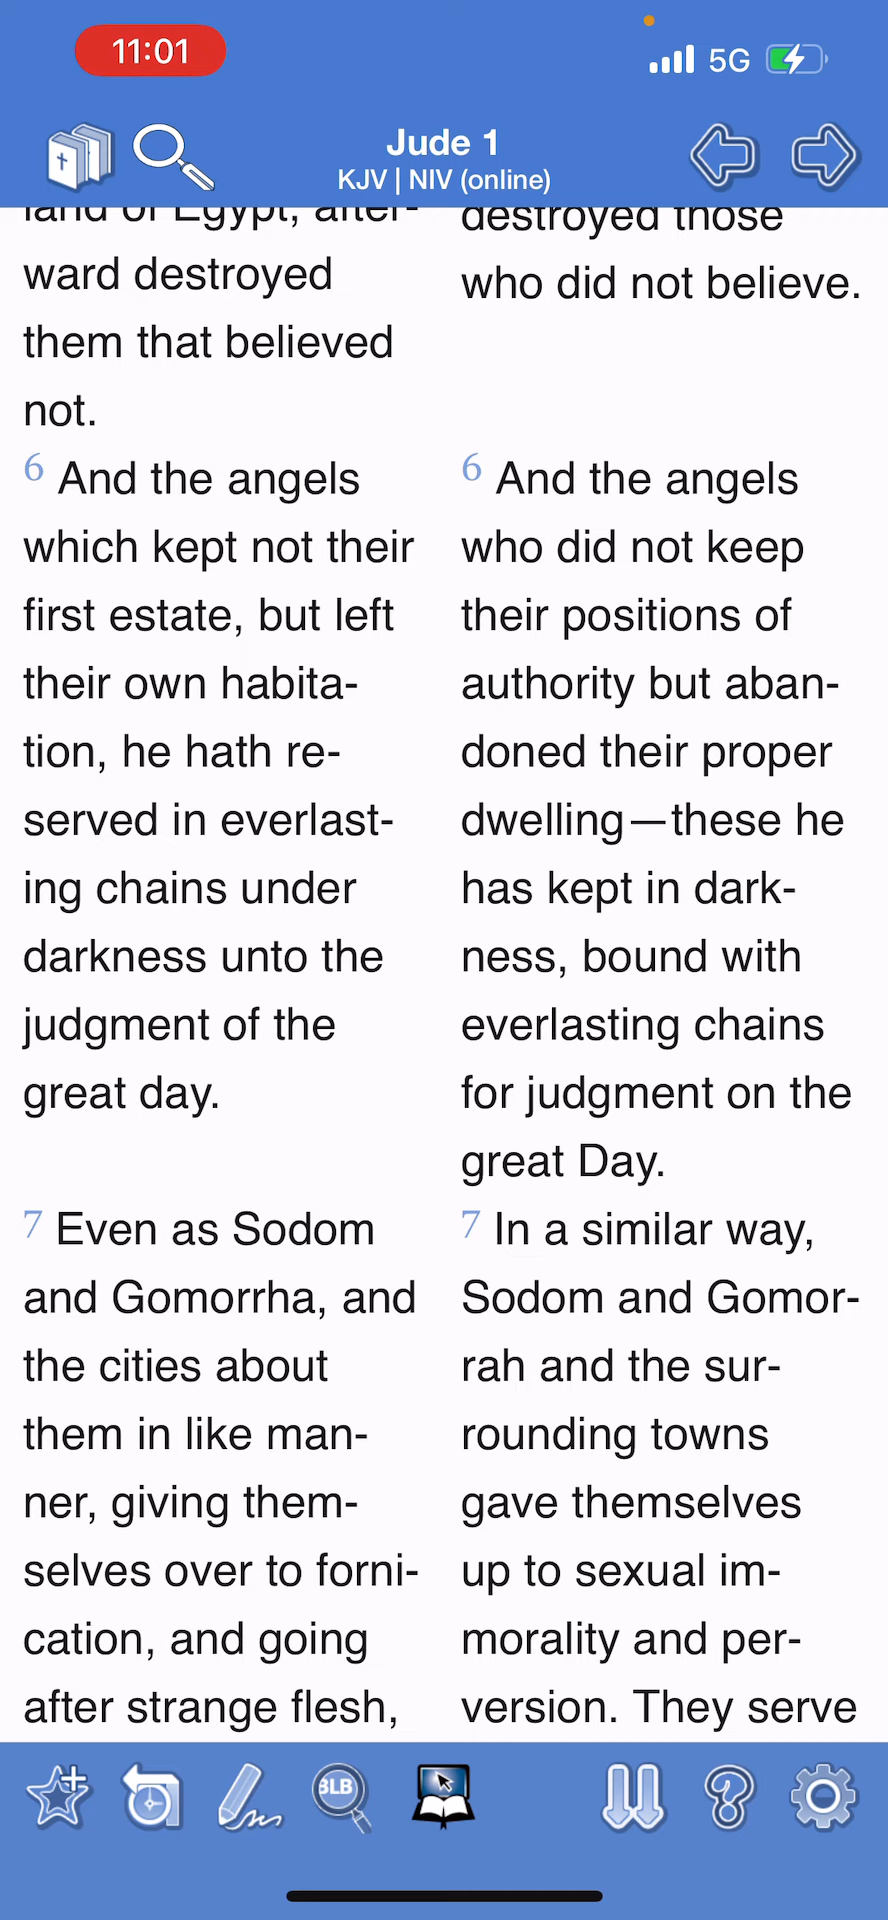 11:01
5G
Jude 1
KJV | NIV (online)
land of Egypt, after-
ward destroyed
them that believed
not.
6 And the angels
which kept not their
first estate, but left
their own habita-
tion, he hath re-
served in everlast-
ing chains under
darkness unto the
judgment of the
great day.
7 Even as Sodom
and Gomorrha, and
the cities about
them in like man-
ner, giving them-
selves over to forni-
cation, and going
after strange flesh,
destroyed those
who did not believe.
6 And the angels
who did not keep
their positions of
authority but aban-
doned their proper
dwelling—these he
has kept in dark-
ness, bound with
everlasting chains
for judgment on the
great Day.
7 In a similar way,
Sodom and Gomor-
rah and the sur-
rounding towns
gave themselves
up to sexual im-
morality and per-
version. They serve
BLB